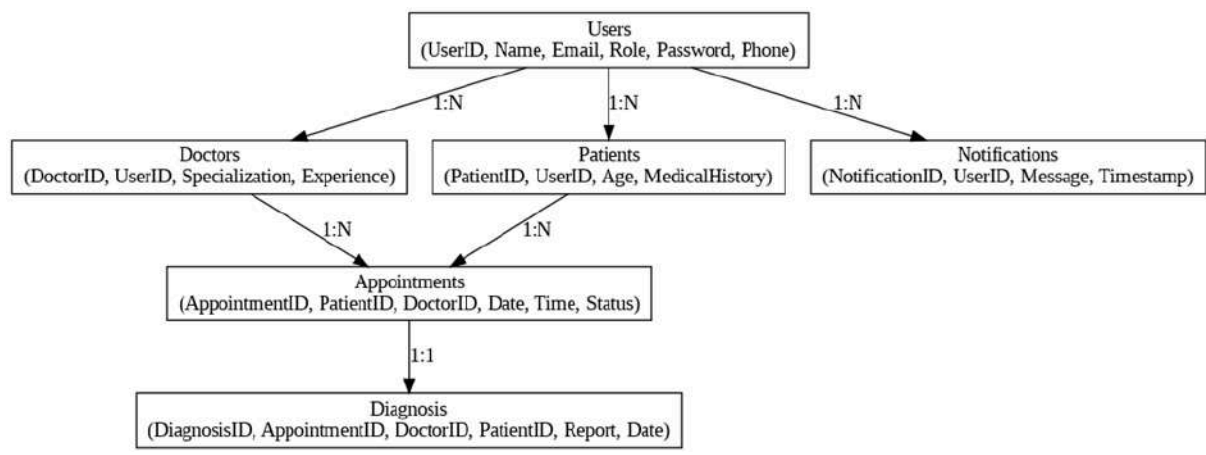 Users
(UserID, Name, Email, Role, Password, Phone)
1:N
1:N
1:N
Doctors
(DoctorID, UserID, Specialization, Experience)
Patients
(PatientID, UserID, Age, MedicalHistory)
Notifications
(NotificationID, UserID, Message, Timestamp)
1:N
1:N
Appointments
(AppointmentID, PatientID, DoctorID, Date, Time, Status)
1:1
Diagnosis
(DiagnosisID, AppointmentID, DoctorID, PatientID, Report, Date)